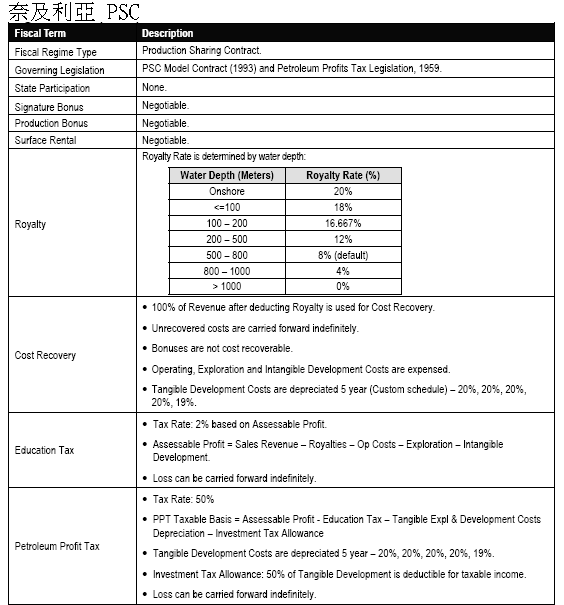 奈及利亞 PSC
Fiscal Term Description
Fiscal Regime Type Production Sharing Contract.
Governing Legislation PSC Model Contract (1993) and Petroleum Profits Tax Legislation, 1959.
State Participation None.
Signature Bonus Negotiable.
Production Bonus Negotiable.
Surface Rental Negotiable.
Royalty
Royalty Rate is determined by water depth:
Water Depth (Meters) Royalty Rate (%)
Onshore 20%
<=100 18%
100 – 200 16.667%
200 – 500 12%
500 – 800 8% (default)
800 – 1000 4%
> 1000 0%
Cost Recovery
• 100% of Revenue after deducting Royalty is used for Cost Recovery.
• Unrecovered costs are carried forward indefinitely.
• Bonuses are not cost recoverable.
• Operating, Exploration and Intangible Development Costs are expensed.
• Tangible Development Costs are depreciated 5 year (Custom schedule) – 20%, 20%, 20%,
20%, 19%.
Education Tax
• Tax Rate: 2% based on Assessable Profit.
• Assessable Profit = Sales Revenue – Royalties – Op Costs – Exploration – Intangible
Development.
• Loss can be carried forward indefinitely.
Petroleum Profit Tax
• Tax Rate: 50%
• PPT Taxable Basis = Assessable Profit - Education Tax – Tangible Expl & Development Costs
Depreciation – Investment Tax Allowance
• Tangible Development Costs are depreciated 5 year – 20%, 20%, 20%, 20%, 19%.
• Investment Tax Allowance: 50% of Tangible Development is deductible for taxable income.
• Loss can be carried forward indefinitely.